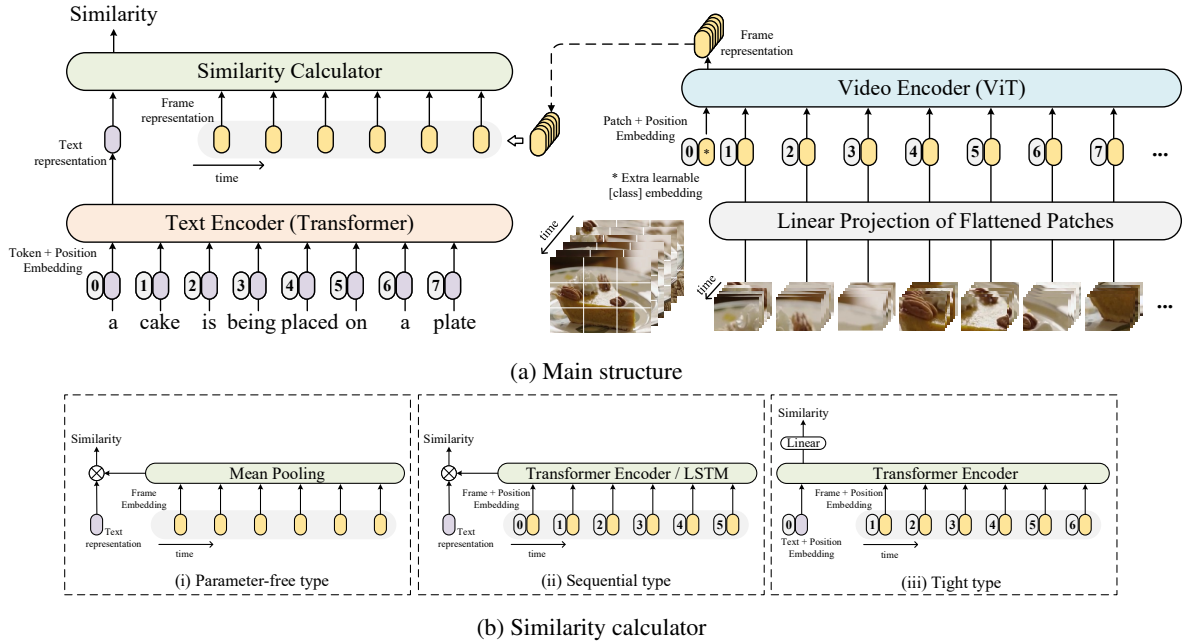 Similarity
Similarity Calculator
Frame
representation
Text
representation
time
Text Encoder (Transformer)
Token + Position
Embedding
0 1 2 3 4 5 6 7
a cake is being placed on a plate
Frame
representation
Video Encoder (ViT)
Patch + Position
Embedding
0 * 1 2 3 4 5 6 7 ...
* Extra learnable
[class] embedding
Linear Projection of Flattened Patches
time
time
...
(a) Main structure
Similarity
Mean Pooling
Frame
Embedding
Text
representation
time
(i) Parameter-free type
Similarity
Transformer Encoder / LSTM
Frame + Position
Embedding
0 1 2 3 4 5
Text
representation
time
(ii) Sequential type
Similarity
Linear
Transformer Encoder
Frame + Position
Embedding
0 1 2 3 4 5 6
Text + Position
Embedding
time
(iii) Tight type
(b) Similarity calculator